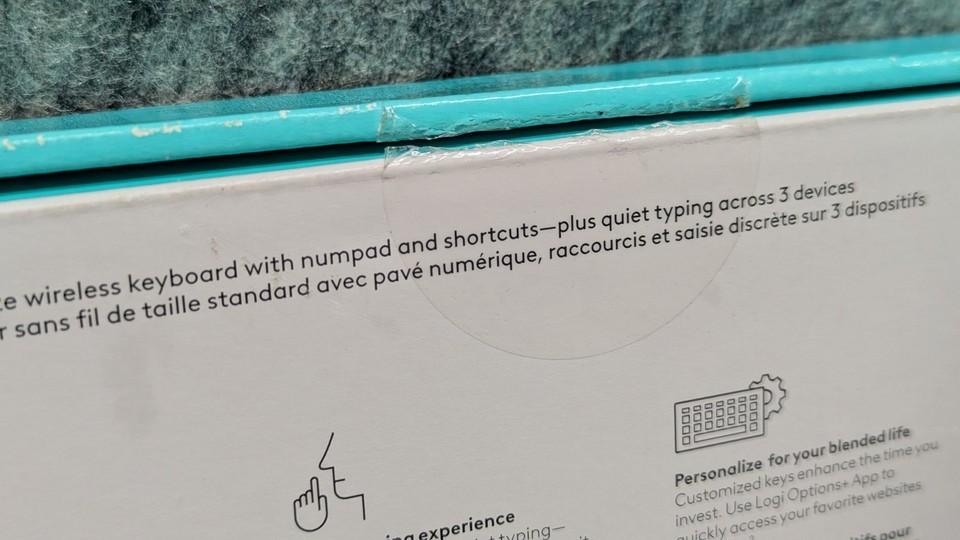 wireless keyboard with numpad and shortcuts—plus quiet typing across 3 devices
sans fil de taille standard avec pavé numérique, raccourcis et saisie discrète sur 3 dispositifs
experience
typing—
Personalize for your blended life
Customized keys enhance the time you
invest. Use Logi Options+ App to
quickly access your favorite websites
pour